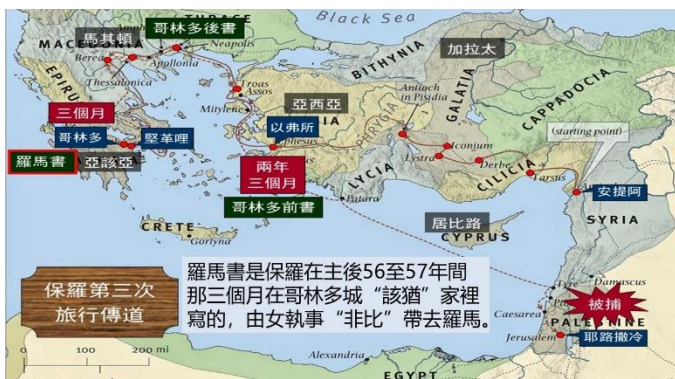 哥林多後書
Black Sea
馬其頓
MACEDONIA
THRACE
Neapolis
Berea
Apollonia
BITHYNIA
加拉太
EPIRUS
Thessalonica
Troas
Assos
Antioch
in Pisidia
GALATIA
CAPPADOCIA
三個月
Mitylene
亞西亞
PHRYGIA
(starting point)
哥林多
堅革哩
以弗所
Ephesus
Iconium
羅馬書
亞該亞
兩年
三個月
Lystra
Derbe
CILICIA
Tarsus
安提阿
LYCIA
哥林多前書
Patara
SYRIA
CRETE
Gortyna
居比路
CYPRUS
保羅第三次
旅行傳道
羅馬書是保羅在主後56至57年間
那三個月在哥林多城“該猶”家裡
寫的，由女執事“非比”帶去羅馬。
Tyre
Damascus
被捕
Caesarea
PALESTINE
Jerusalem
耶路撒冷
0 100 200 mi
Alexandria
EGYPT